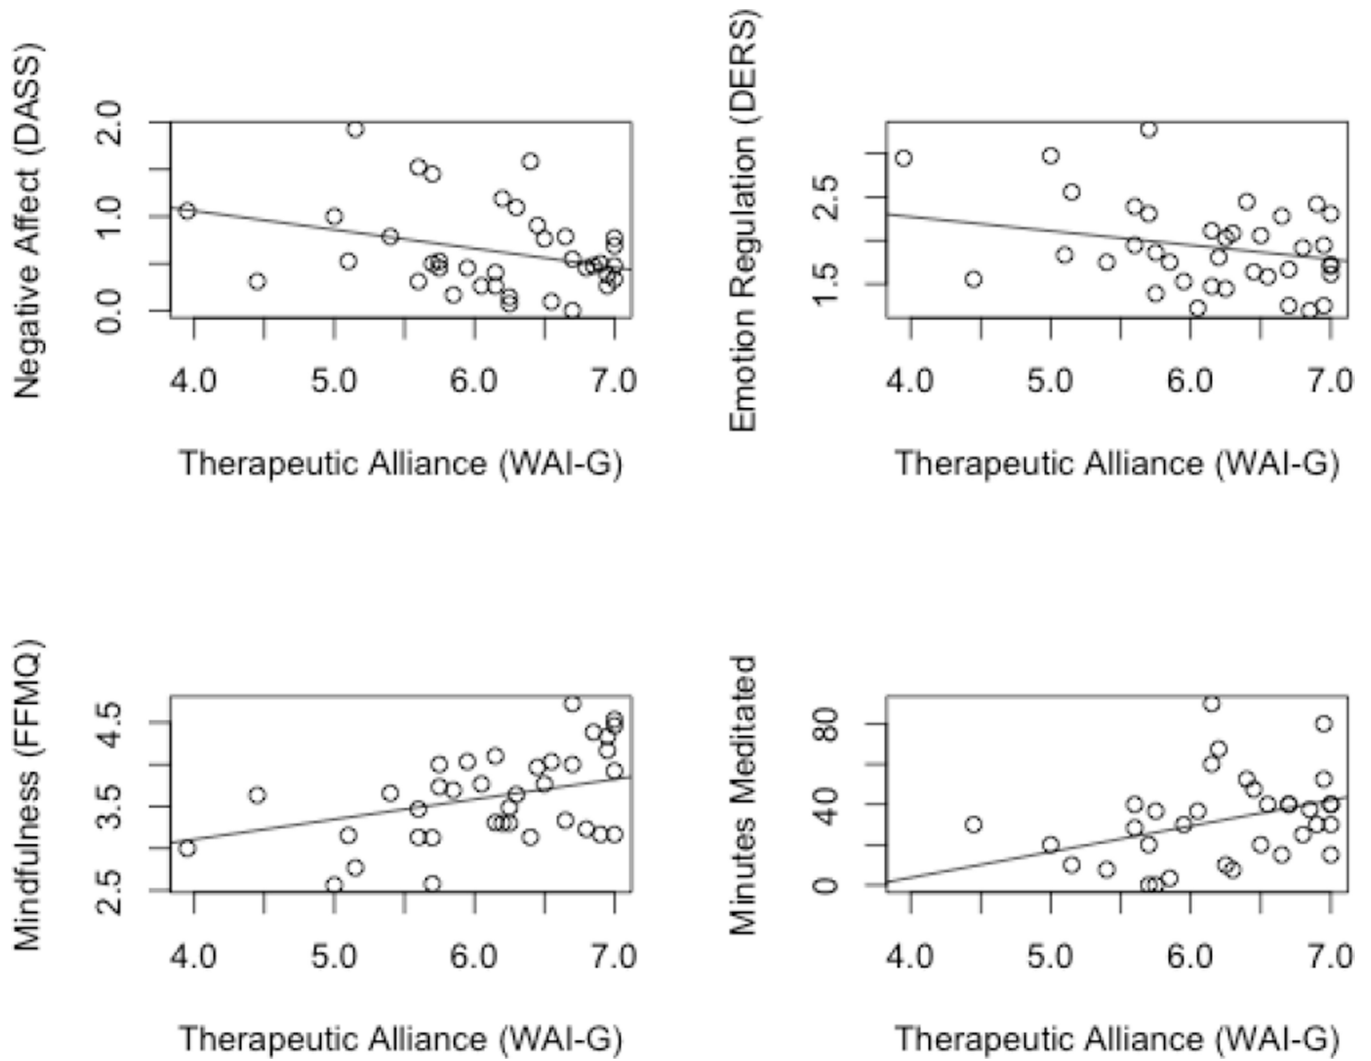 Negative Affect (DASS)
2.0
1.0
0.0
4.0 5.0 6.0 7.0
Therapeutic Alliance (WAI-G)
Emotion Regulation (DERS)
2.5
1.5
4.0 5.0 6.0 7.0
Therapeutic Alliance (WAI-G)
Mindfulness (FFMQ)
4.5
3.5
2.5
4.0 5.0 6.0 7.0
Therapeutic Alliance (WAI-G)
Minutes Meditated
80
40
0
4.0 5.0 6.0 7.0
Therapeutic Alliance (WAI-G)